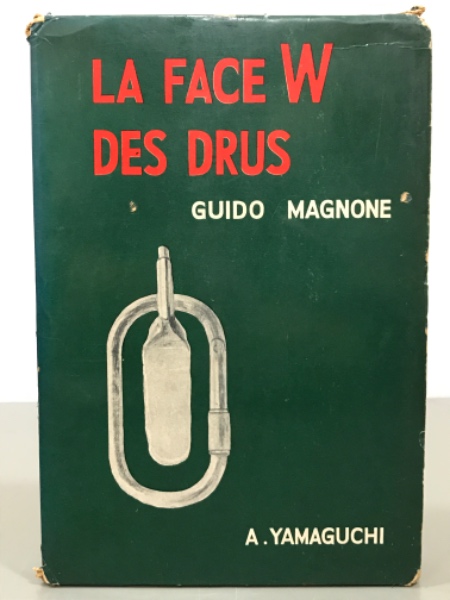 LA FACE W
DES DRUS
GUIDO MAGNONE
A. YAMAGUCHI